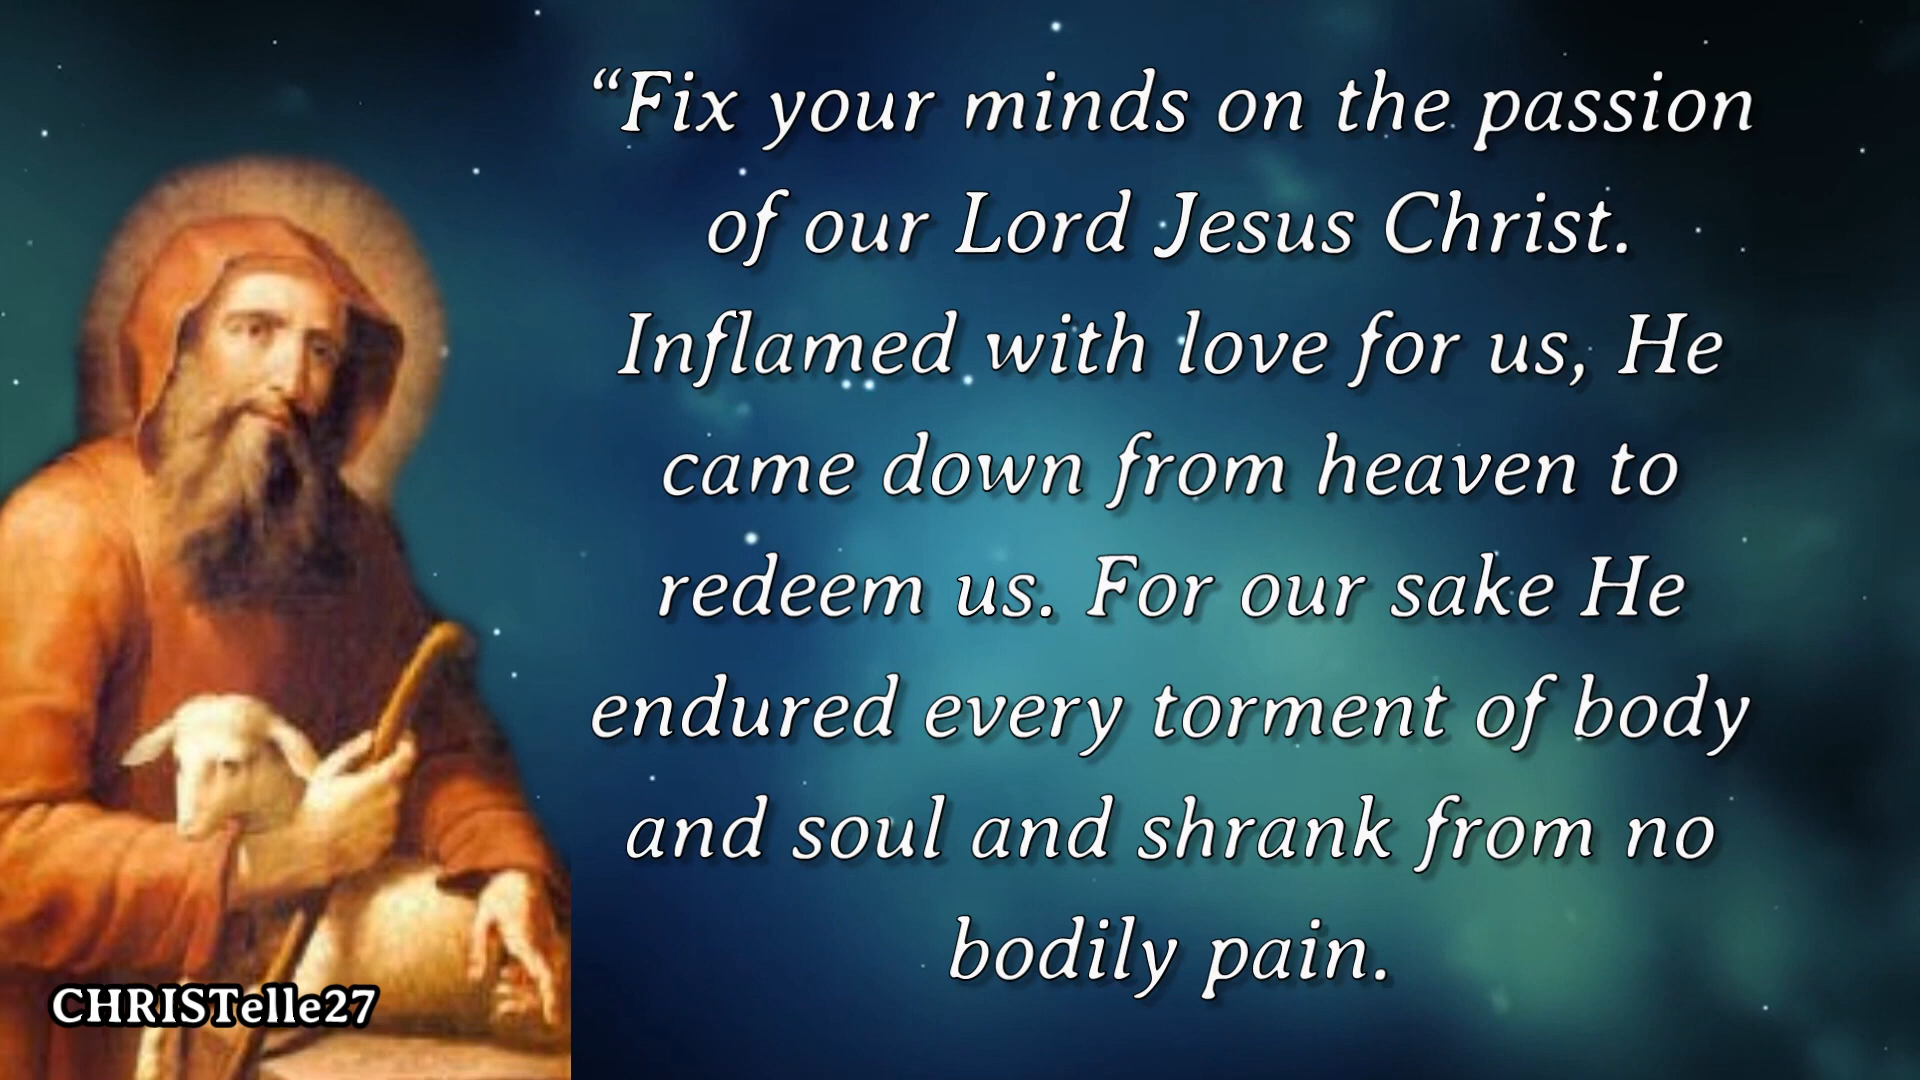 “Fix your minds on the passion
of our Lord Jesus Christ.
Inflamed with love for us, He
came down from heaven to
redeem us. For our sake He
endured every torment of body
and soul and shrank from no
bodily pain.
CHRISTelle27